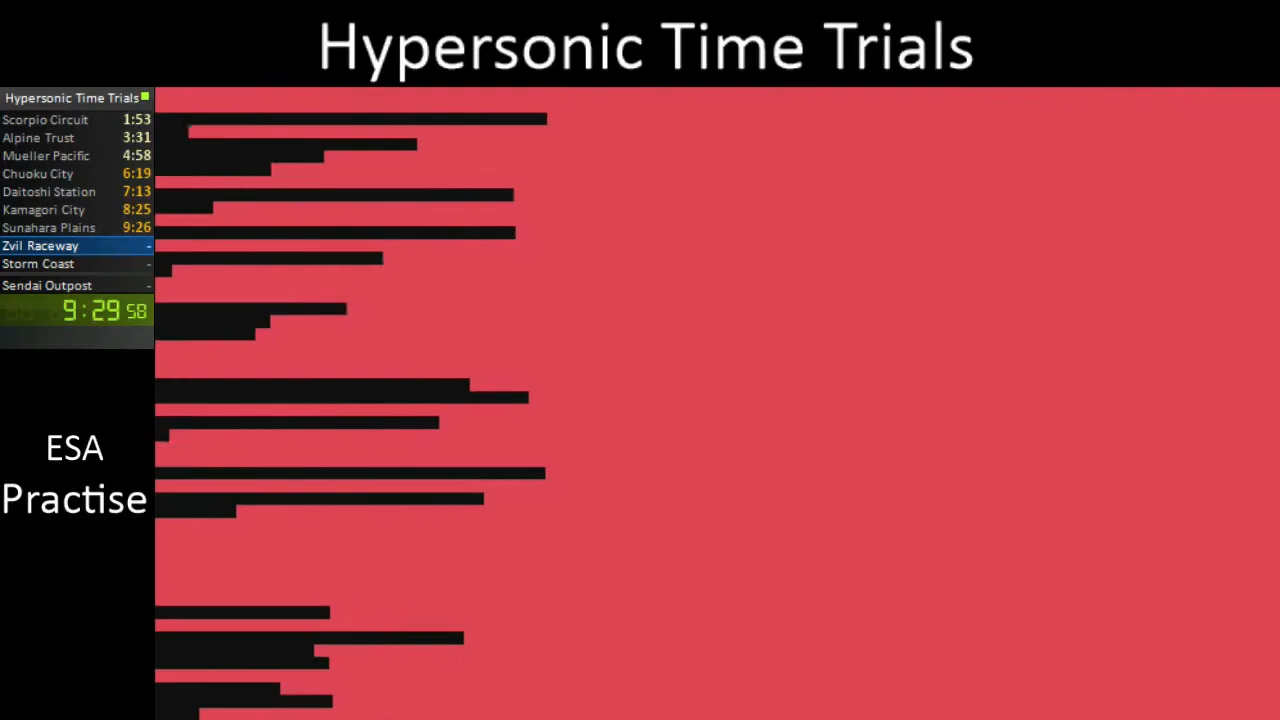 Hypersonic Time Trials
Hypersonic Time Trials
Scorpio Circuit 1:53
Alpine Trust 3:31
Mueller Pacific 4:58
Chuoku City 6:19
Daitoshi Station 7:13
Kamagori City 8:25
Sunahara Plains 9:26
Zvil Raceway -
Storm Coast -
Sendai Outpost -
9:29 58
ESA
Practise